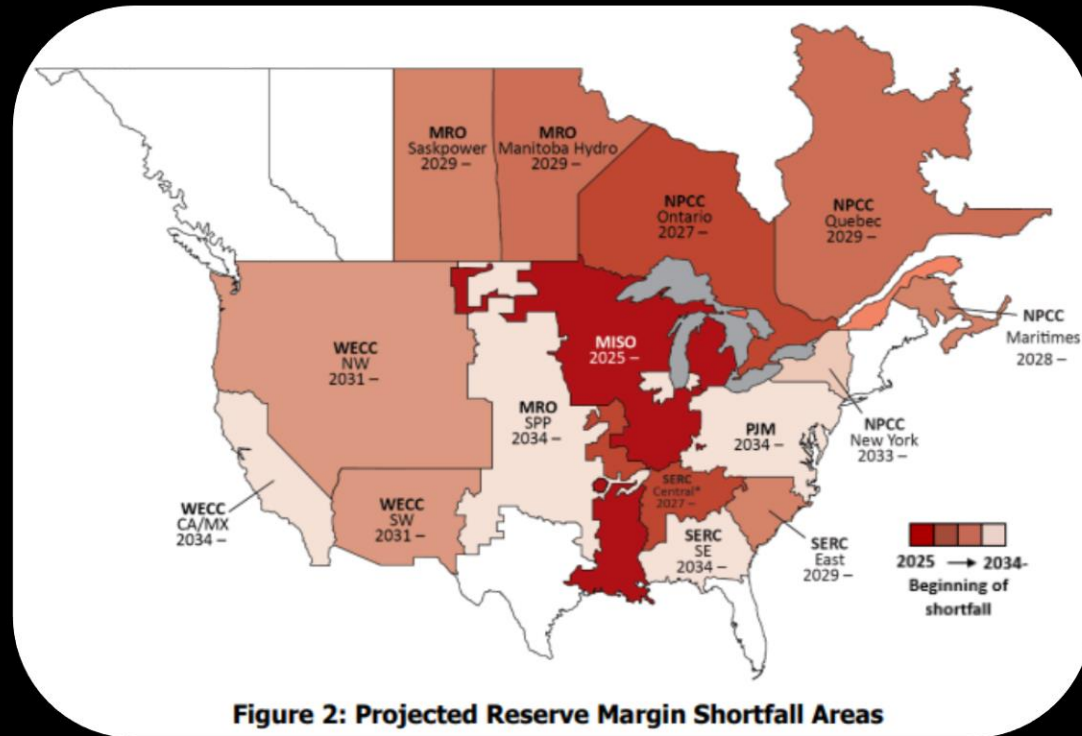 MRO
Saskpower
2029 –
MRO
Manitoba Hydro
2029 –
NPCC
Ontario
2027 –
NPCC
Quebec
2029 –
NPCC
Maritimes
2028 –
WECC
NW
2031 –
MISO
2025 –
MRO
SPP
2034 –
PJM
2034 –
NPCC
New York
2033 –
WECC
CA/MX
2034 –
WECC
SW
2031 –
SERC
Central*
2027 –
SERC
SE
2034 –
SERC
East
2029 –
2025 → 2034-
Beginning of
shortfall
Figure 2: Projected Reserve Margin Shortfall Areas